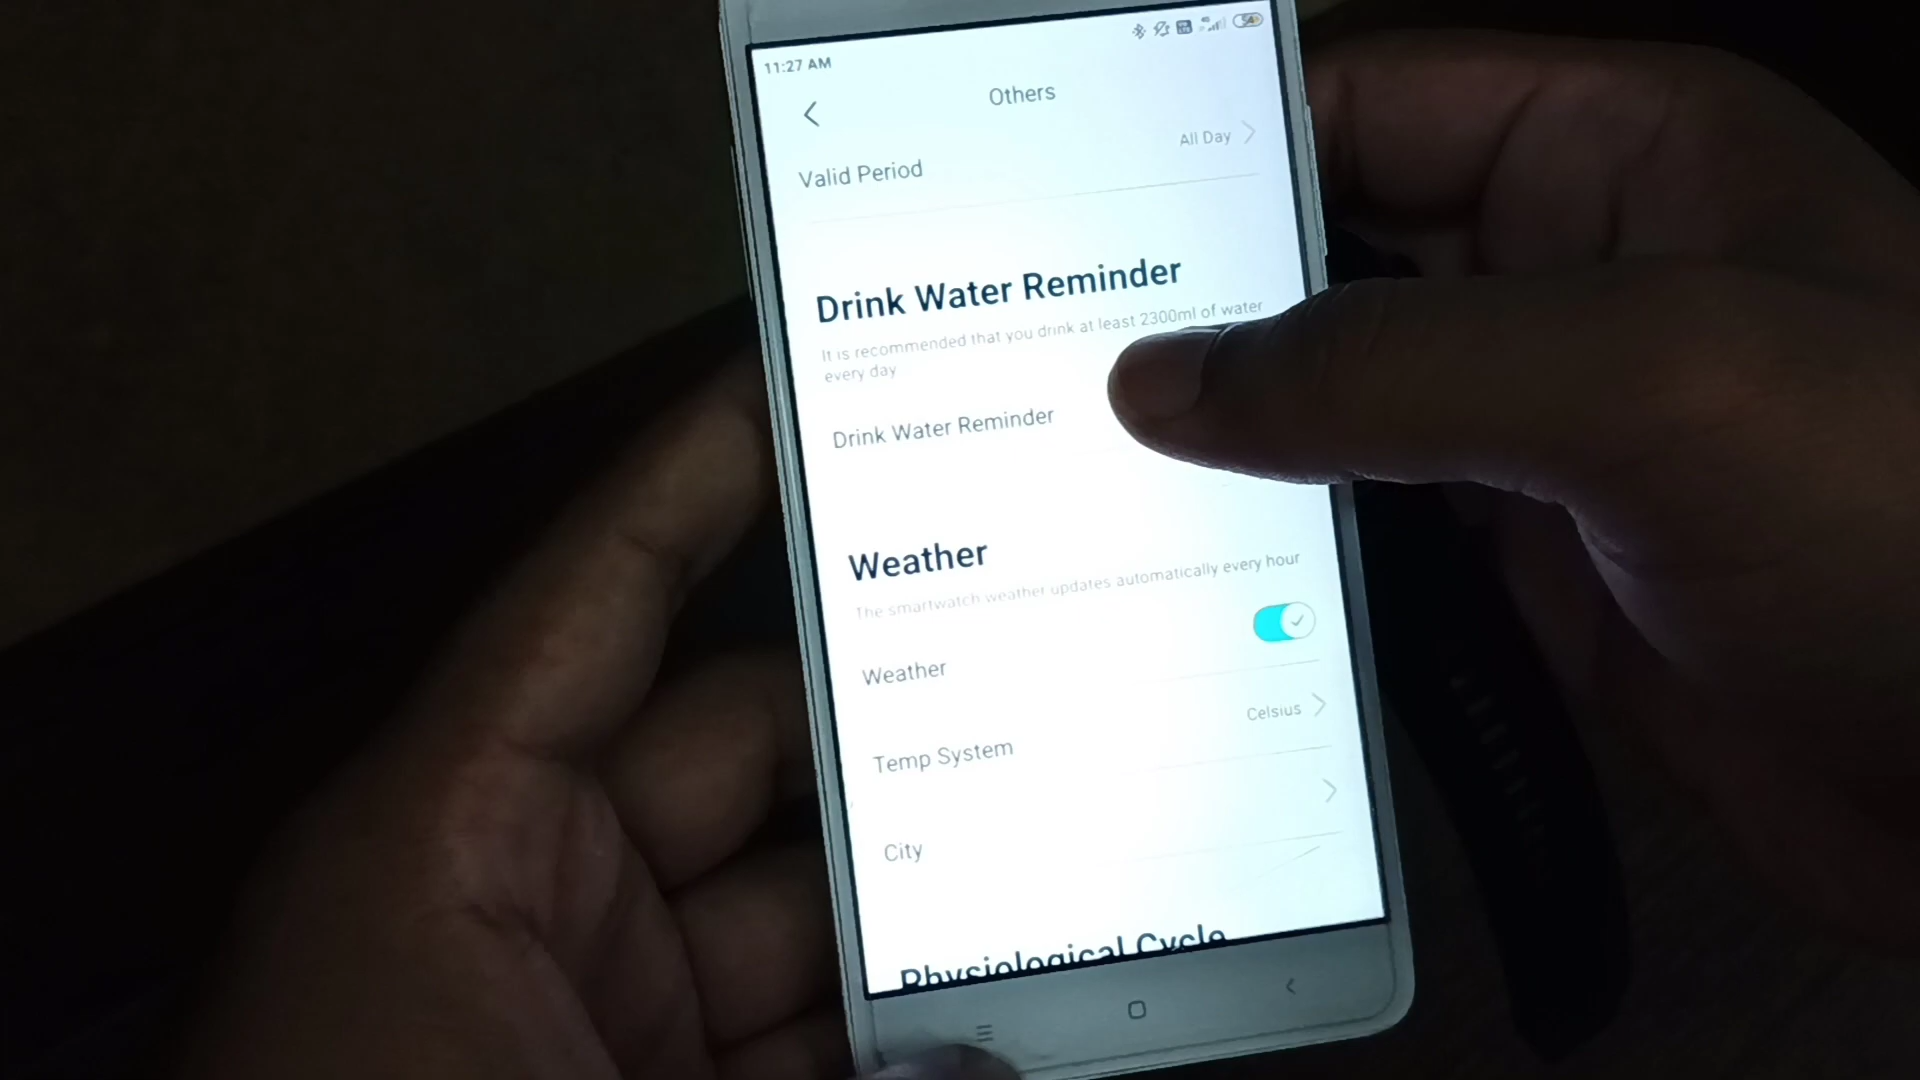 11:27 AM
54
Others
Valid Period
All Day
Drink Water Reminder
It is recommended that you drink at least 2300ml of water
every day
Drink Water Reminder
Weather
The smartwatch weather updates automatically every hour
Weather
Temp System
Celsius
City
Physiological Cycle